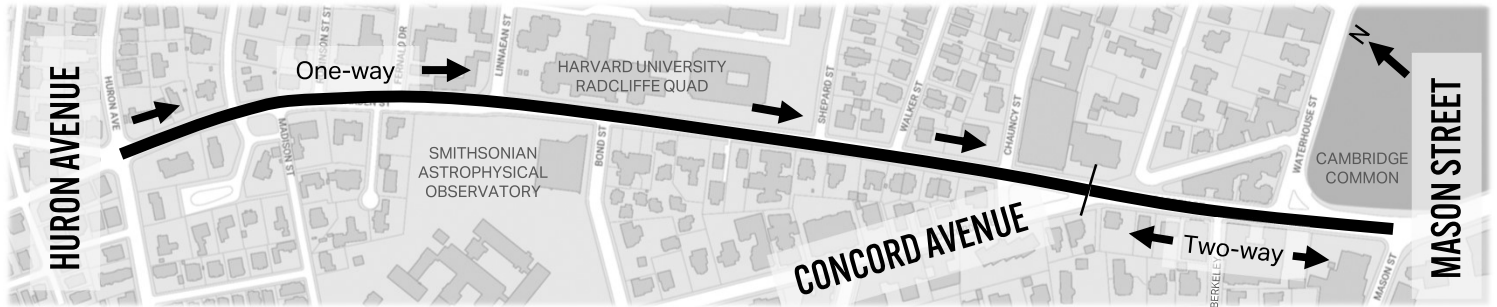 HURON AVENUE
HURON AVE
One-way
FERNALD DR
LINNAEAN ST
MADISON ST
SMITHSONIAN
ASTROPHYSICAL
OBSERVATORY
HARVARD UNIVERSITY
RADCLIFFE QUAD
BOND ST
SHEPARD ST
WALKER ST
CHAUNCY ST
CONCORD AVENUE
Two-way
BERKELEY
WATERHOUSE ST
CAMBRIDGE
COMMON
N
MASON STREET
MASON ST